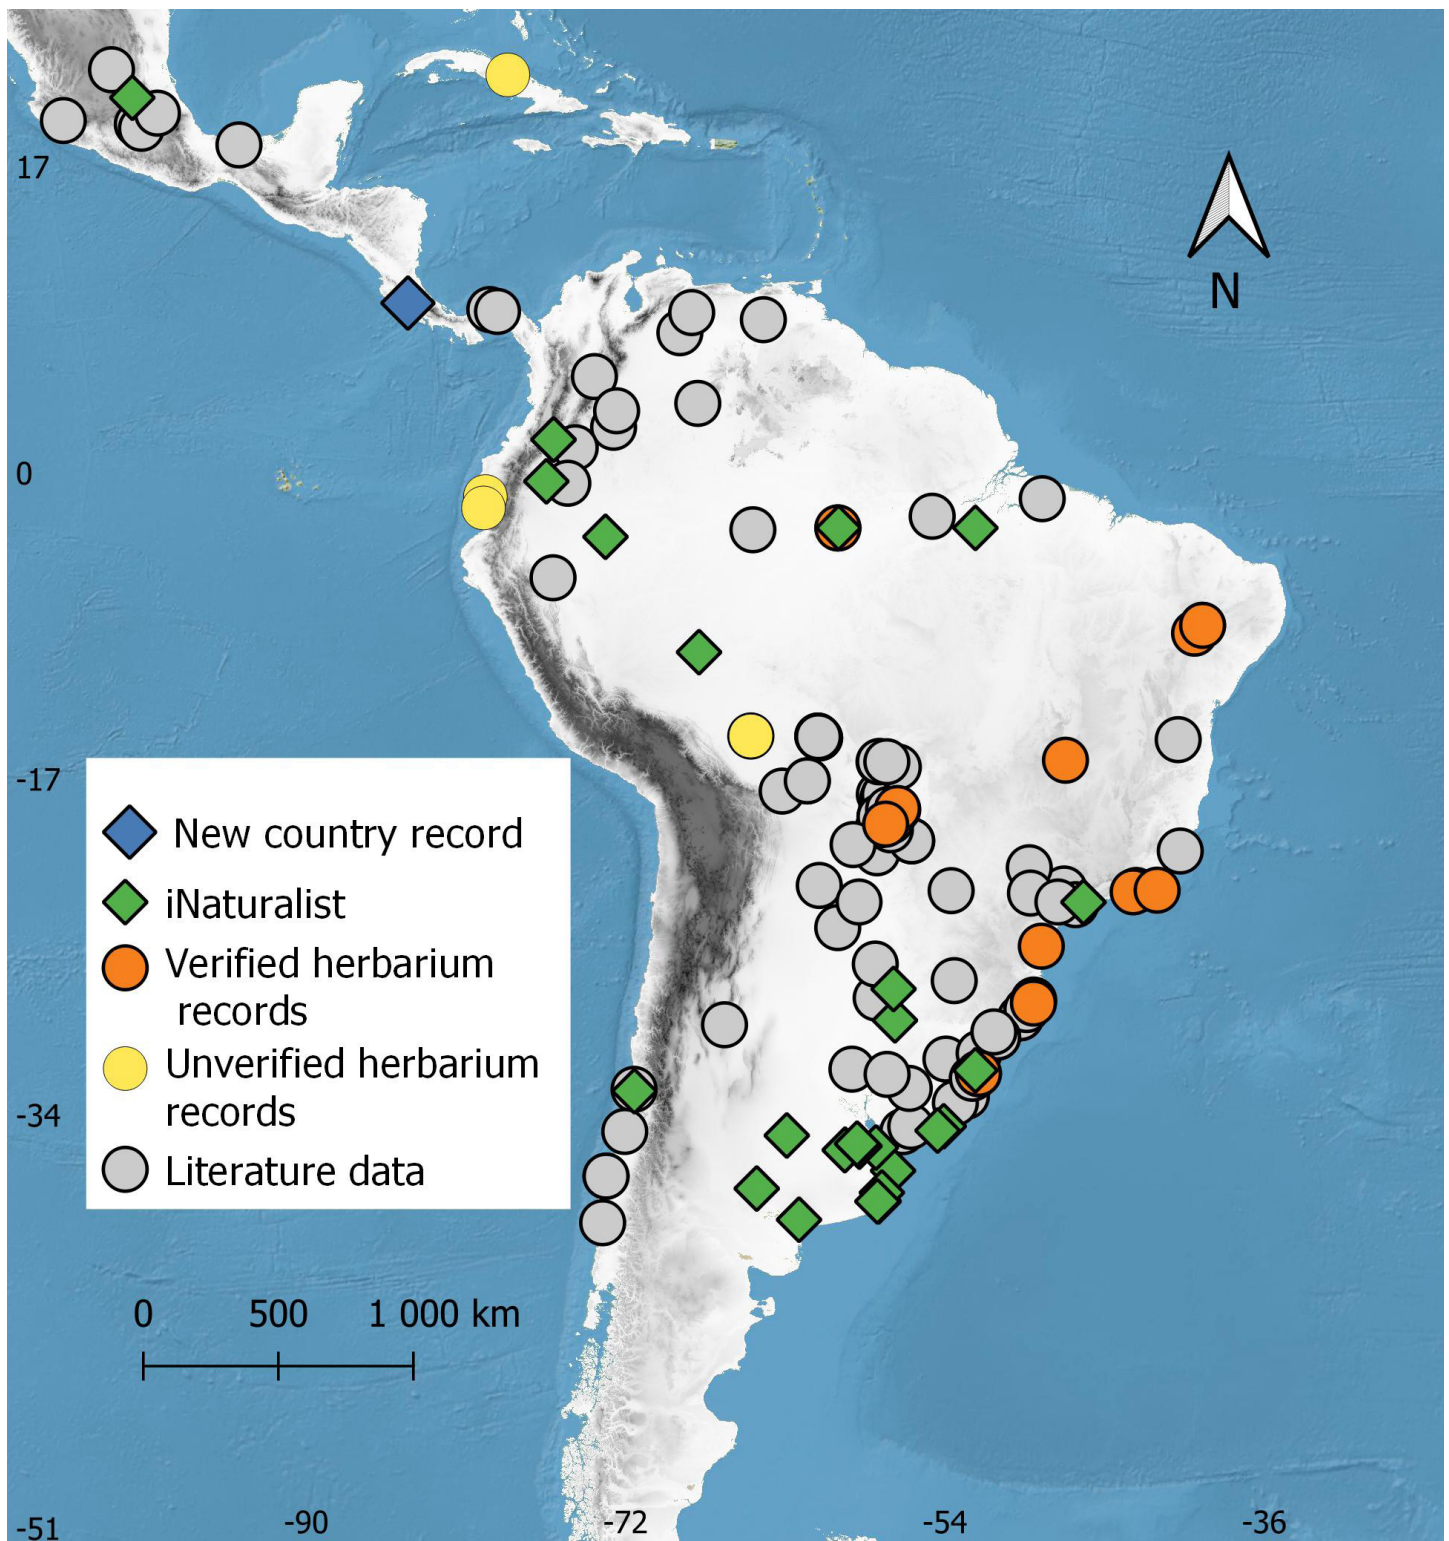 17
N
0
-17
New country record
iNaturalist
Verified herbarium
records
Unverified herbarium
records
-34
Literature data
0 500 1 000 km
-51 -90 -72 -54 -36